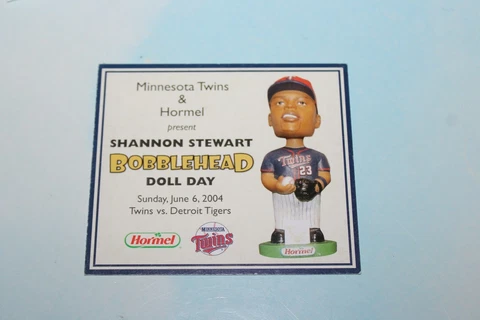 Minnesota Twins
&
Hormel
present
SHANNON STEWART
BOBBLEHEAD
DOLL DAY
Sunday, June 6, 2004
Twins vs. Detroit Tigers
Hormel
Twins
Twins
23
Hormel